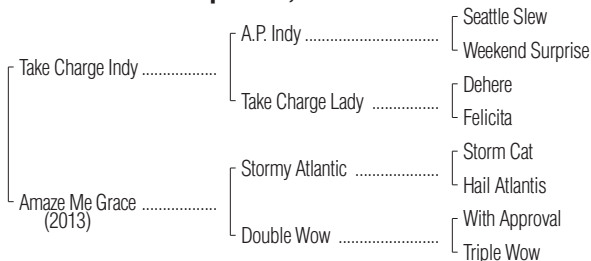 Seattle Slew
A.P. Indy ..............................
Weekend Surprise
Take Charge Indy .................
Dehere
Take Charge Lady ...............
Felicita
Storm Cat
Stormy Atlantic ...................
Hail Atlantis
Amaze Me Grace .................
(2013)
With Approval
Double Wow .......................
Triple Wow